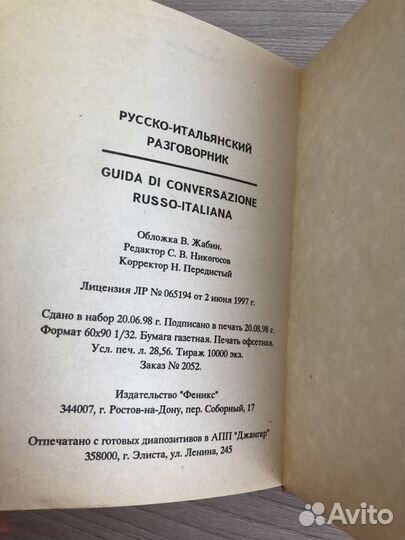 РУССКО-ИТАЛЬЯНСКИЙ
РАЗГОВОРНИК
GUIDA DI CONVERSAZIONE
RUSSO-ITALIANA
Обложка В. Жабин.
Редактор С. В. Никогосов
Корректор Н. Передистый
Лицензия ЛР № 065194 от 2 июня 1997 г.
Сдано в набор 20.06.98 г. Подписано в печать 20.08.98 г.
Формат 60х90 1/32. Бумага газетная. Печать офсетная.
Усл. печ. л. 28,56. Тираж 10000 экз.
Заказ № 2052.
Издательство "Феникс"
344007, г. Ростов-на-Дону, пер. Соборный, 17
Отпечатано с готовых диапозитивов в АПП "Джангар"
358000, г. Элиста, ул. Ленина, 245
Avito